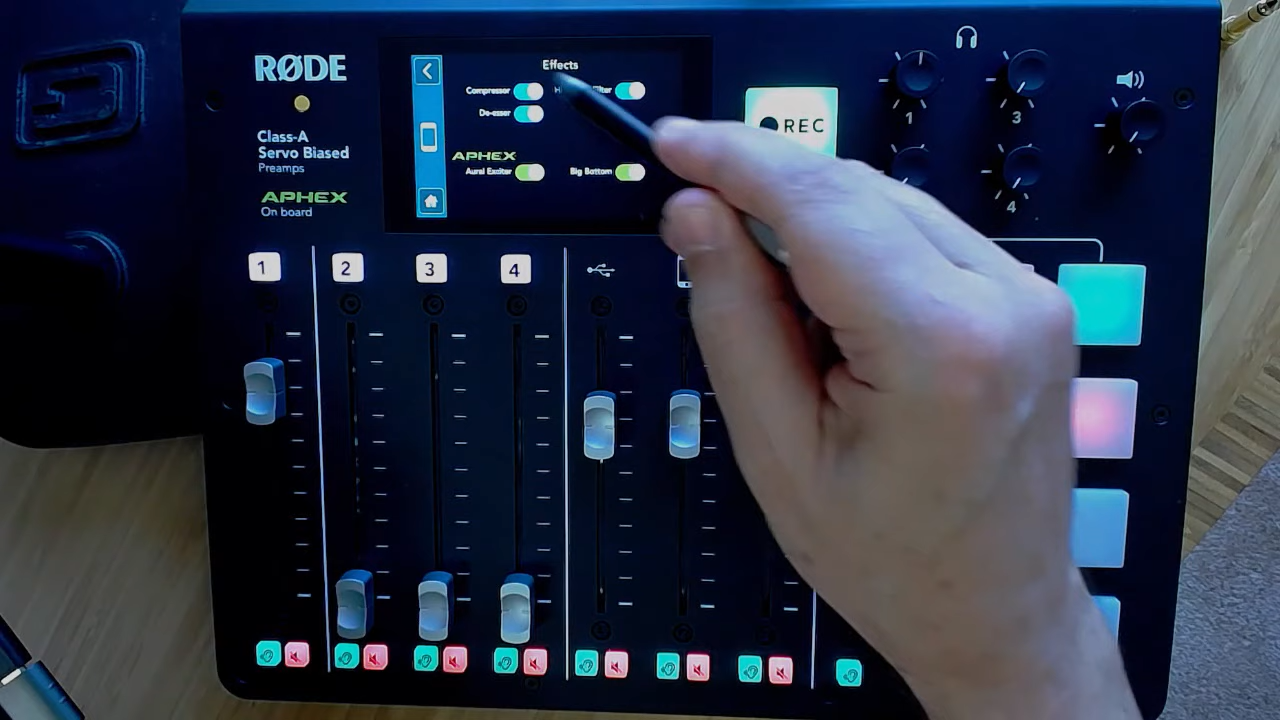 RØDE
Class-A
Servo Biased
Preamps
APHEX
On board
Effects
Compressor
De-esser
APHEX
Aural Exciter
Big Bottom
REC
1
3
4
1
2
3
4